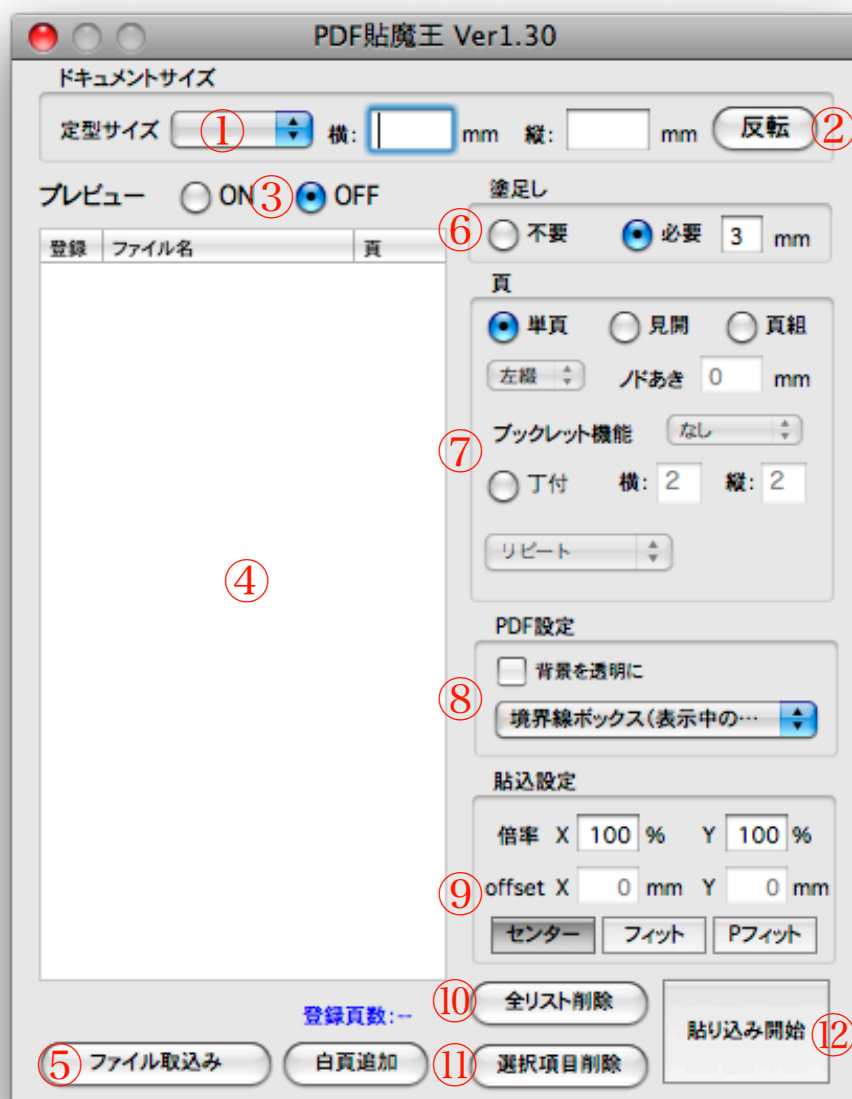 PDF貼魔王 Ver1.30
ドキュメントサイズ
定型サイズ ① 横: mm 縦: mm 反転 ②
プレビュー ON ③ OFF
登録 ファイル名 頁
④
塗足し
⑥ 不要 必要 3 mm
頁
単頁 見開 頁組
左綴 ノドあき 0 mm
ブックレット機能 なし
⑦
丁付 横: 2 縦: 2
リピート
PDF設定
背景を透明に
⑧
境界線ボックス(表示中の…
貼込設定
倍率 X 100 % Y 100 %
⑨ offset X 0 mm Y 0 mm
センター フィット Pフィット
登録頁数:--
⑤ ファイル取込み 白頁追加
⑩ 全リスト削除
⑪ 選択項目削除
貼り込み開始 ⑫